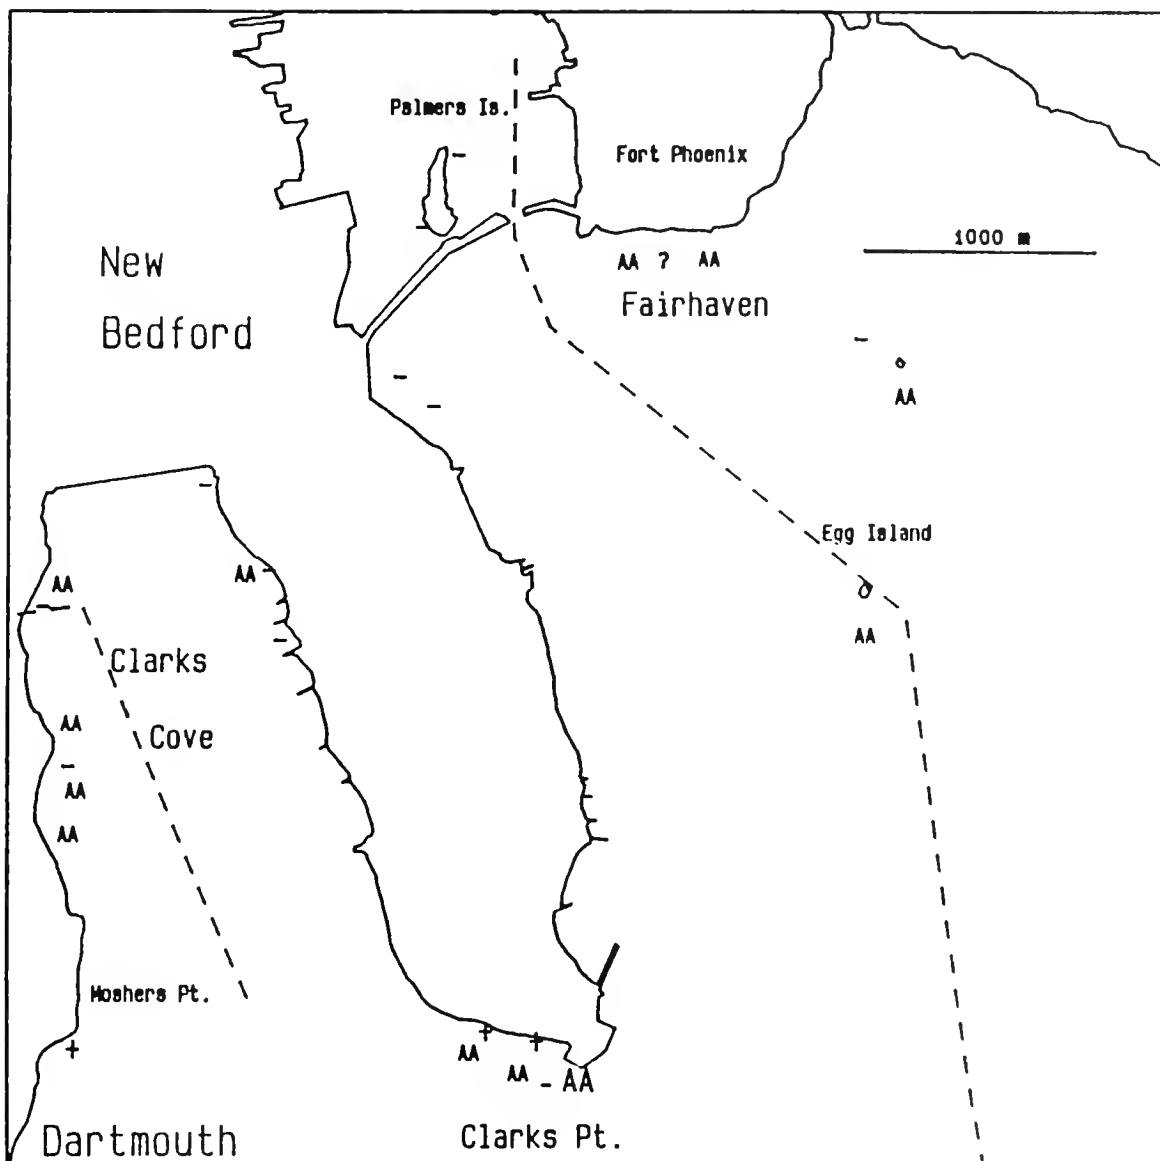 Palmers Is.
Fort Phoenix
1000 m
New
Bedford
AA ? AA
Fairhaven
-
-
-
AA
-
-
-
Egg Island
AA
AA -
AA
-
Clarks
Cove
AA
-
AA
AA
Moshers Pt.
+
+
+
AA
AA
- AA
Dartmouth
Clarks Pt.